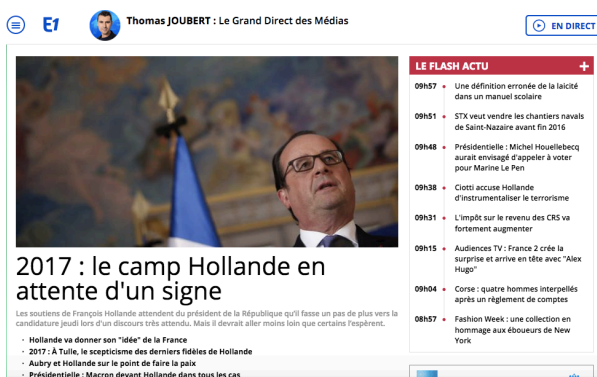 E1
Thomas JOUBERT : Le Grand Direct des Médias
EN DIRECT
2017 : le camp Hollande en
attente d'un signe
Les soutiens de François Hollande attendent du président de la République qu'il fasse un pas de plus vers la
candidature jeudi lors d'un discours très attendu. Mais il devrait aller moins loin que certains l'espèrent.
· Hollande va donner son "idée" de la France
· 2017 : À Tulle, le scepticisme des derniers fidèles de Hollande
· Aubry et Hollande sur le point de faire la paix
· Présidentielle : Macron devant Hollande dans tous les cas
LE FLASH ACTU +
09h57 • Une définition erronée de la laicité
dans un manuel scolaire
09h51 • STX veut vendre les chantiers navals
de Saint-Nazaire avant fin 2016
09h48 • Présidentielle : Michel Houellebecq
aurait envisagé d'appeler à voter
pour Marine Le Pen
09h38 • Ciotti accuse Hollande
d'instrumentaliser le terrorisme
09h31 • L'impôt sur le revenu des CRS va
fortement augmenter
09h15 • Audiences TV : France 2 crée la
surprise et arrive en tête avec "Alex
Hugo"
09h04 • Corse : quatre hommes interpellés
après un règlement de comptes
08h57 • Fashion Week : une collection en
hommage aux éboueurs de New
York